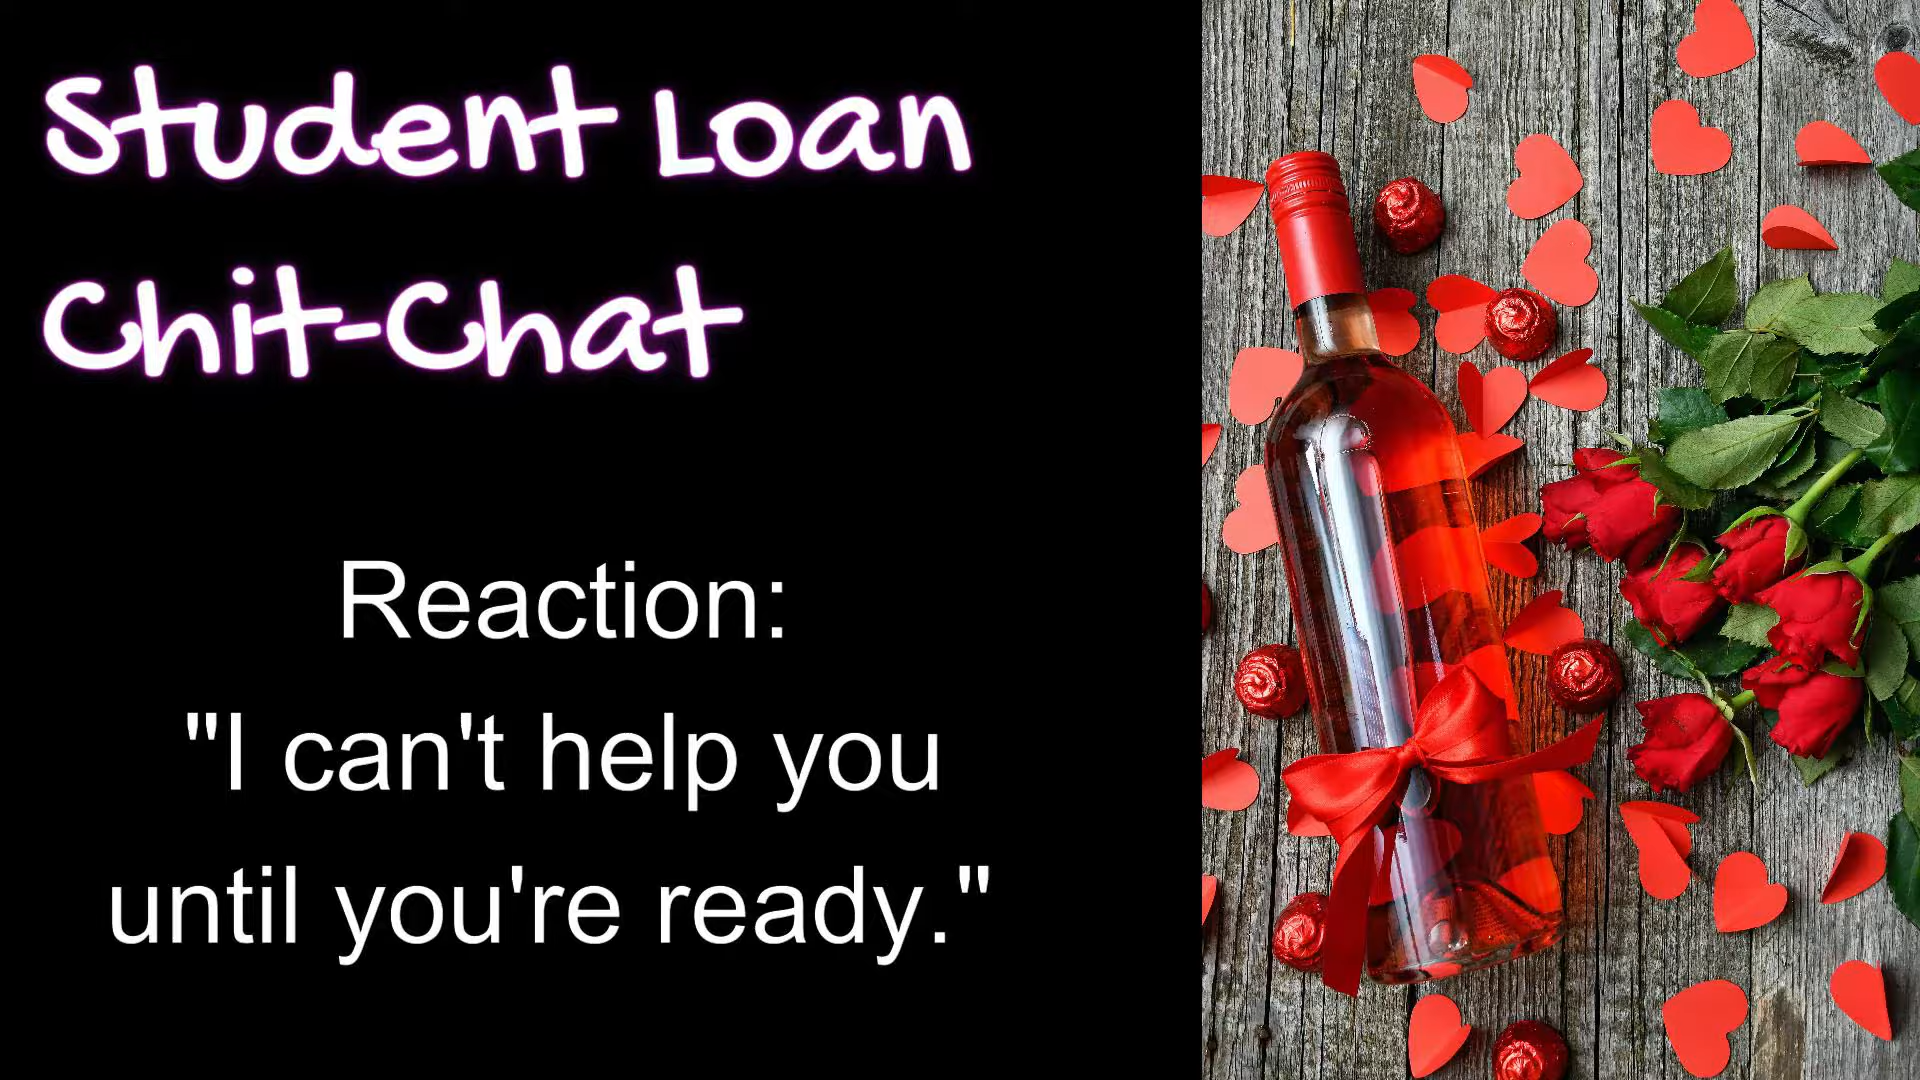 Student Loan
Chit-Chat
Reaction:
"I can't help you
until you're ready."